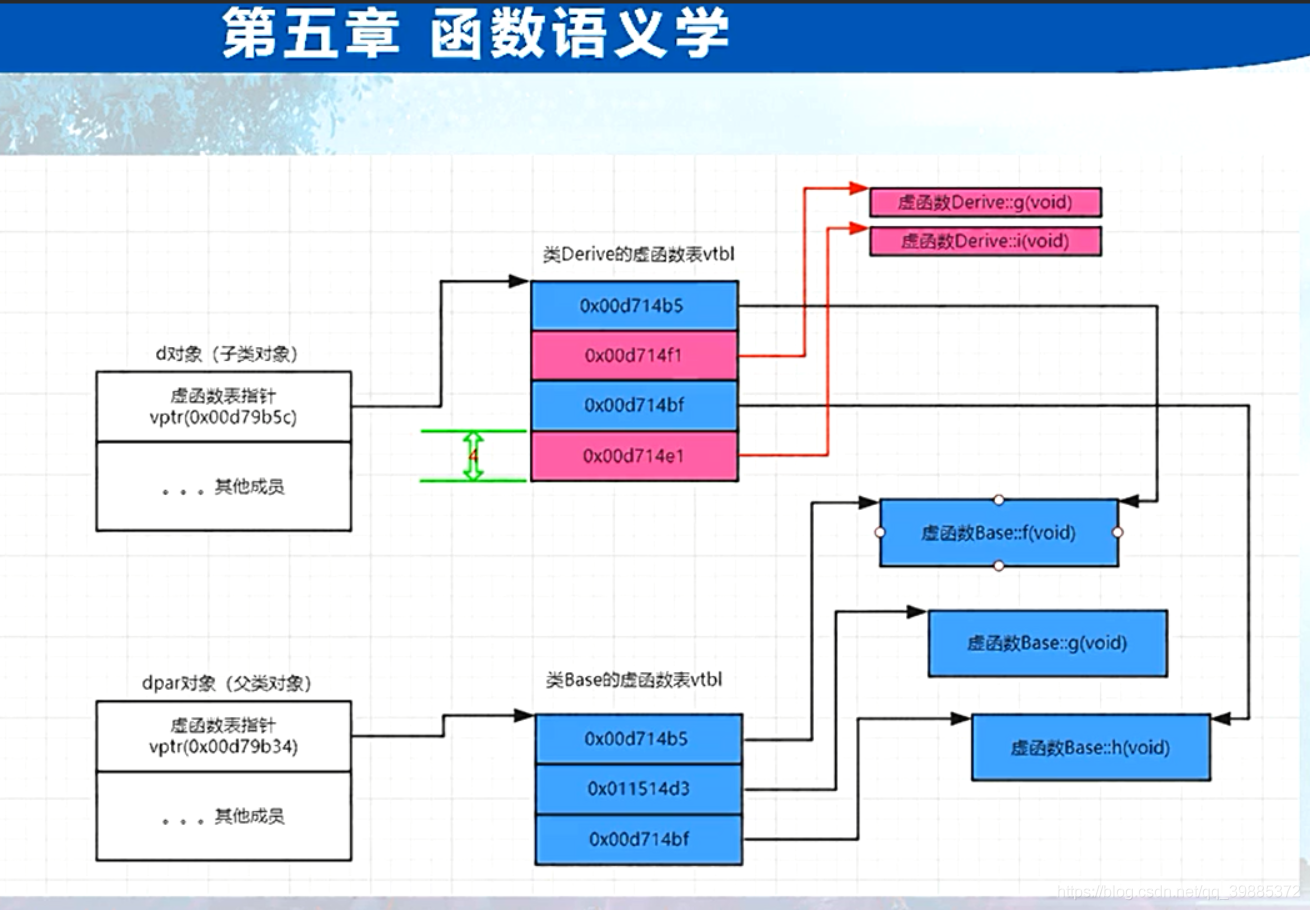 第五章 函数语义学
虚函数Derive::g(void)
虚函数Derive::i(void)
类Derive的虚函数表vtbl
0x00d714b5
0x00d714f1
0x00d714bf
0x00d714e1
4
d对象（子类对象）
虚函数表指针
vptr(0x00d79b5c)
。。。其他成员
虚函数Base::f(void)
虚函数Base::g(void)
虚函数Base::h(void)
dpar对象（父类对象）
虚函数表指针
vptr(0x00d79b34)
。。。其他成员
类Base的虚函数表vtbl
0x00d714b5
0x011514d3
0x00d714bf
https://blog.csdn.net/qq_39885372